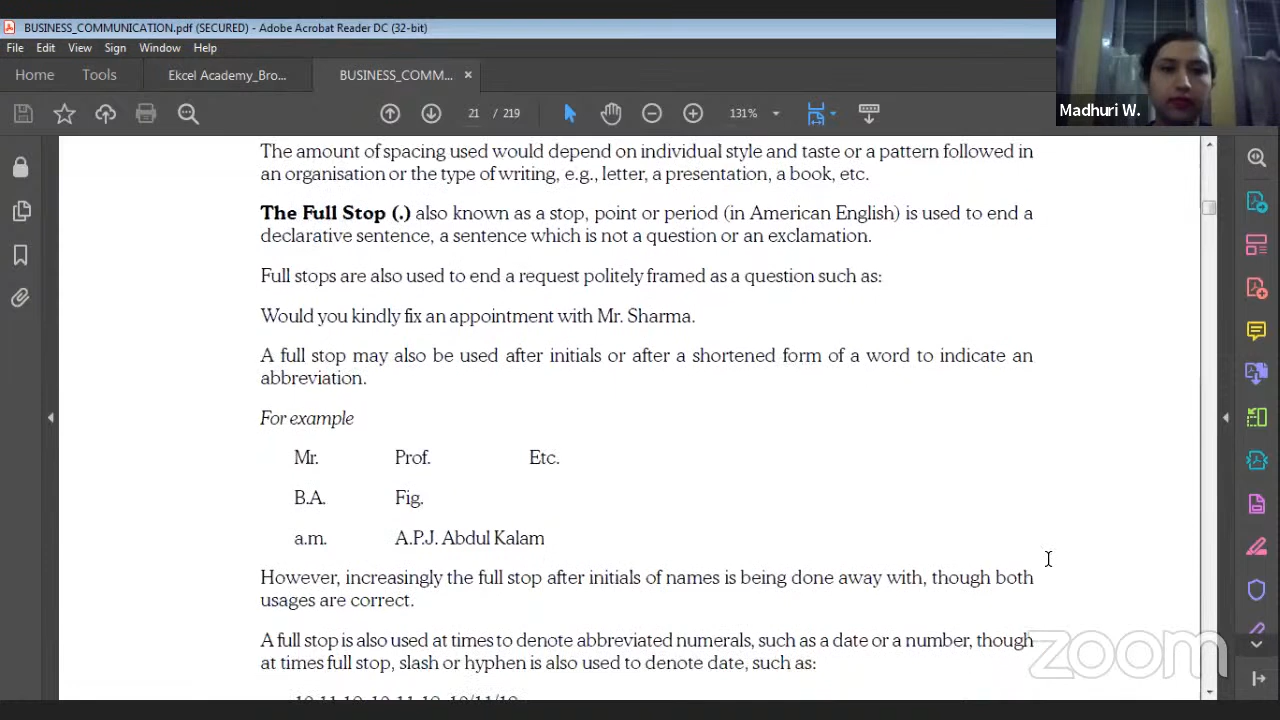 BUSINESS_COMMUNICATION.pdf (SECURED) - Adobe Acrobat Reader DC (32-bit)
File Edit View Sign Window Help
Home Tools Ekcel Academy_Bro... BUSINESS_COMM... ×
21 / 219 131%
Madhuri W.
The amount of spacing used would depend on individual style and taste or a pattern followed in
an organisation or the type of writing, e.g., letter, a presentation, a book, etc.
The Full Stop (.) also known as a stop, point or period (in American English) is used to end a
declarative sentence, a sentence which is not a question or an exclamation.
Full stops are also used to end a request politely framed as a question such as:
Would you kindly fix an appointment with Mr. Sharma.
A full stop may also be used after initials or after a shortened form of a word to indicate an
abbreviation.
For example
Mr. Prof. Etc.
B.A. Fig.
a.m. A.P.J. Abdul Kalam
However, increasingly the full stop after initials of names is being done away with, though both
usages are correct.
A full stop is also used at times to denote abbreviated numerals, such as a date or a number, though
at times full stop, slash or hyphen is also used to denote date, such as:
zoom